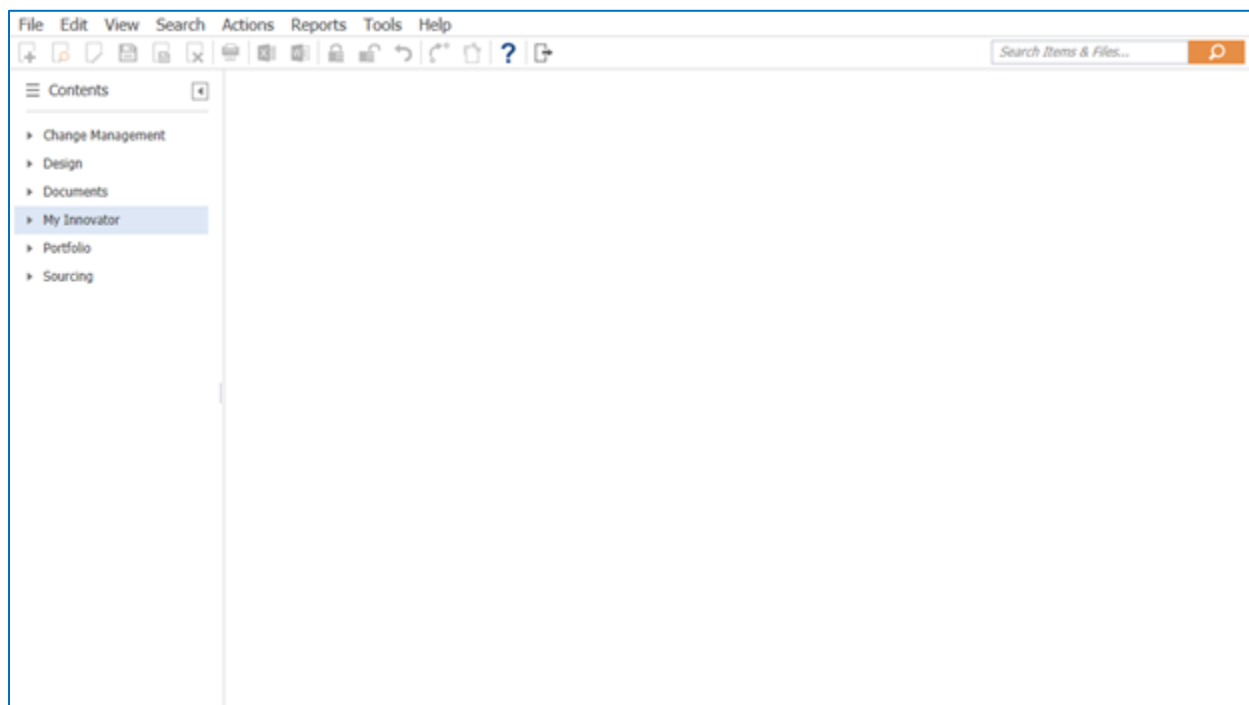 File Edit View Search Actions Reports Tools Help
? Search Items & Files...
Contents
Change Management
Design
Documents
My Innovator
Portfolio
Sourcing